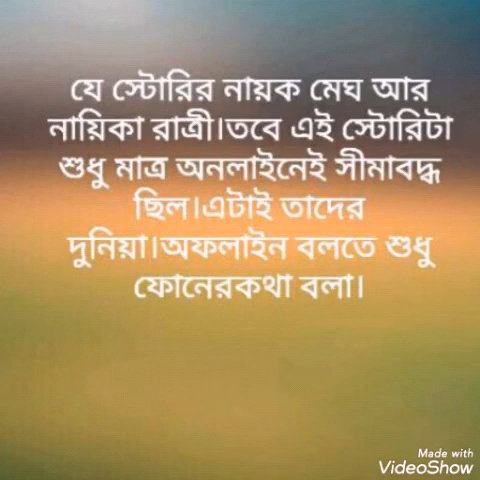 যে স্টোরির নায়ক মেঘ আর
নায়িকা রাত্রী।তবে এই স্টোরিটা
শুধু মাত্র অনলাইনেই সীমাবদ্ধ
ছিল।এটাই তাদের
দুনিয়া।অফলাইন বলতে শুধু
ফোনেরকথা বলা।
Made with
VideoShow